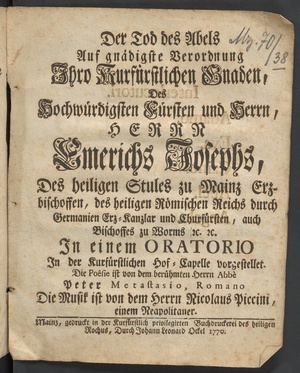 Der Tod des Abels
Auf gnädigste Verordnung
Ihro Kurfürstlichen Gnaden,
Des
Hochwürdigsten Fürsten und Herrn,
HERRN
Emerichs Josephs,
Des heiligen Stules zu Mainz Erz-
bischoffen, des heiligen Römischen Reichs durch
Germanien Erz-Kanzlar und Churfürsten, auch
Bischoffes zu Worms ꝛc. ꝛc.
In einem ORATORIO
In der Kurfürstlichen Hof-Capelle vorgestellet.
Die Poësie ist von dem berühmten Herrn Abbè
Peter Metastasio, Romano
Die Musik ist von dem Herrn Nicolaus Piccini,
einem Neapolitaner.
Mainz, gedruckt in der Kurfürstlich privilegirten Buchdruckerei des heiligen
Rochus, Durch Johann Leonard Ockel 1770.